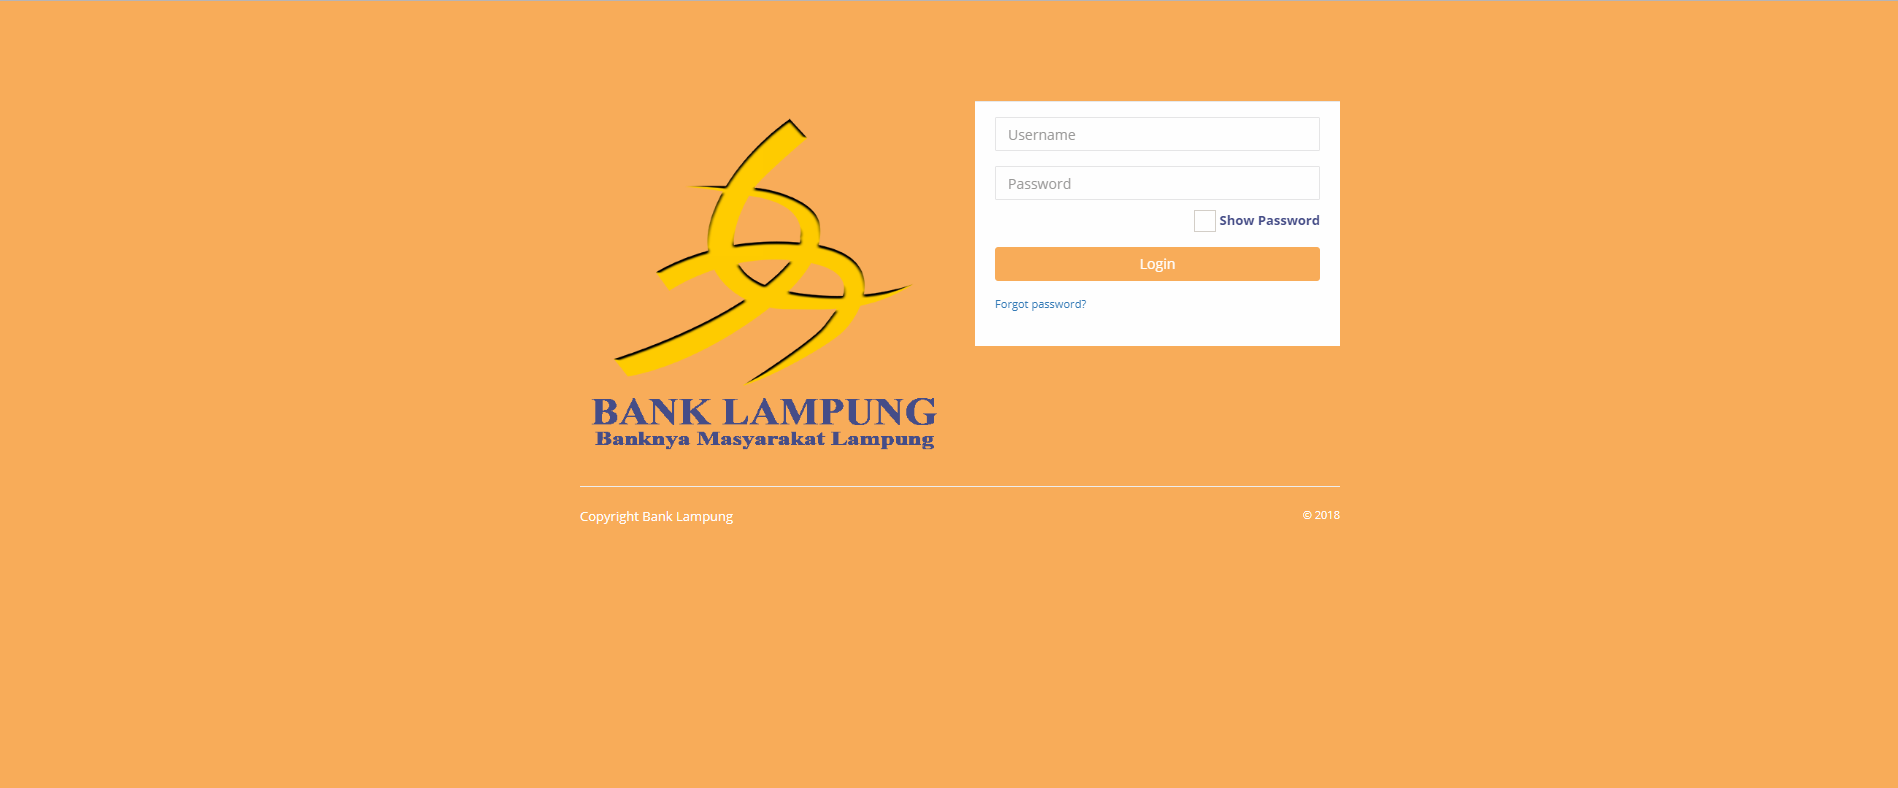 BANK LAMPUNG
Banknya Masyarakat Lampung
Username
Password
Show Password
Login
Forgot password?
Copyright Bank Lampung
© 2018